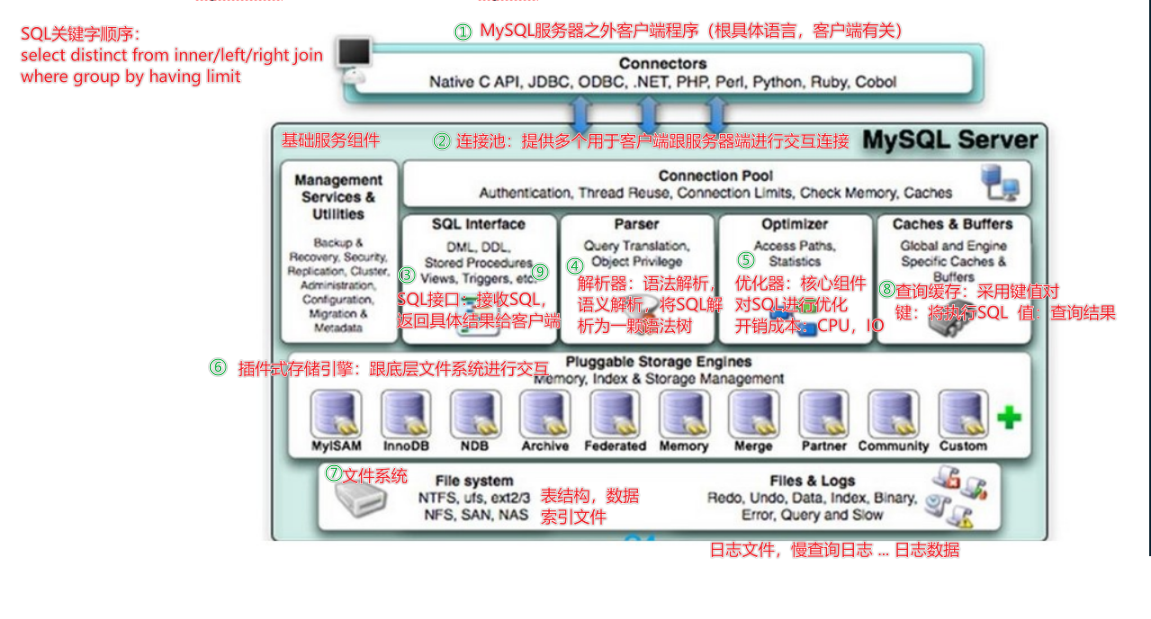 SQL关键字顺序：
select distinct from inner/left/right join
where group by having limit
① MySQL服务器之外客户端程序（根具体语言，客户端有关）
Connectors
Native C API, JDBC, ODBC, .NET, PHP, Perl, Python, Ruby, Cobol
基础服务组件
② 连接池：提供多个用于客户端跟服务器端进行交互连接
MySQL Server
Management
Services &
Utilities
Backup &
Recovery, Security,
Replication, Cluster,
Administration,
Configuration,
Migration &
Metadata
Connection Pool
Authentication, Thread Reuse, Connection Limits, Check Memory, Caches
SQL Interface
DML, DDL,
Stored Procedures
Views, Triggers, etc.
③
⑨
SQL接口：接收SQL，
返回具体结果给客户端
Parser
Query Translation,
Object Privilege
④
解析器：语法解析，
语义解析，将SQL解
析为一颗语法树
Optimizer
Access Paths,
Statistics
⑤
优化器：核心组件
对SQL进行优化
开销成本：CPU，IO
Caches & Buffers
Global and Engine
Specific Caches &
Buffers
⑧查询缓存：采用键值对
键：将执行SQL 值：查询结果
⑥ 插件式存储引擎：跟底层文件系统进行交互
Pluggable Storage Engines
Memory, Index & Storage Management
MyISAM InnoDB NDB Archive Federated Memory Merge Partner Community Custom
⑦文件系统
File system
NTFS, ufs, ext2/3
NFS, SAN, NAS
表结构，数据
索引文件
Files & Logs
Redo, Undo, Data, Index, Binary,
Error, Query and Slow
日志文件，慢查询日志 ... 日志数据